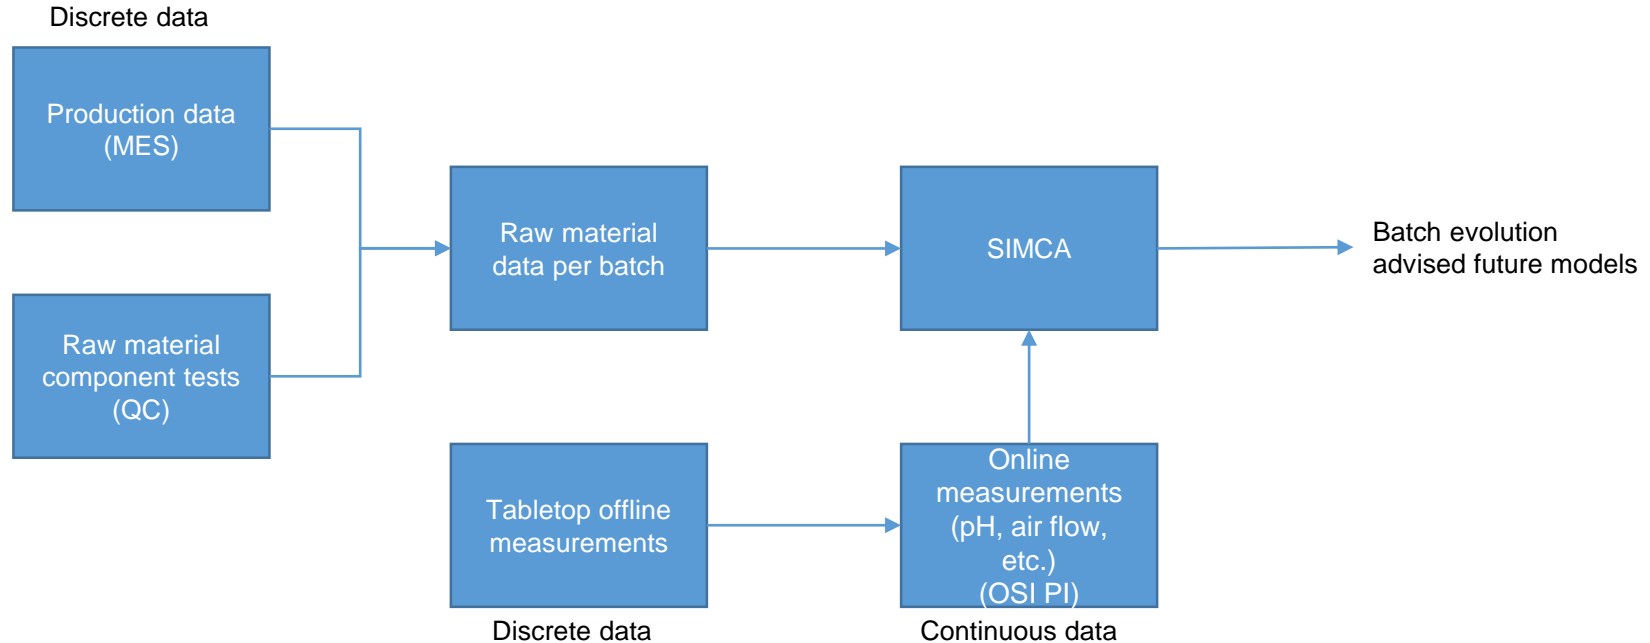 Discrete data
Production data
(MES)
Raw material
data per batch
SIMCA
Batch evolution
advised future models
Raw material
component tests
(QC)
Tabletop offline
measurements
Online
measurements
(pH, air flow,
etc.)
(OSI PI)
Discrete data
Continuous data